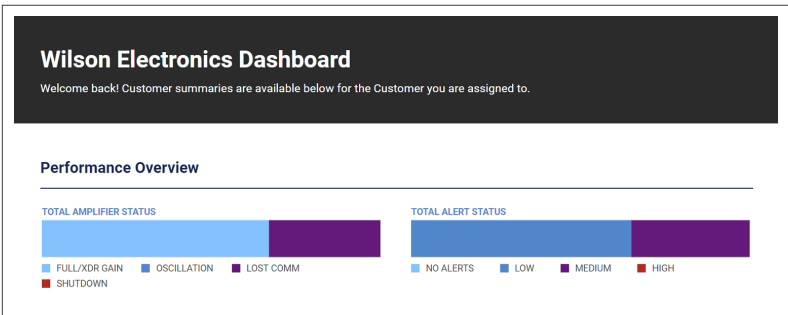 Wilson Electronics Dashboard
Welcome back! Customer summaries are available below for the Customer you are assigned to.
Performance Overview
TOTAL AMPLIFIER STATUS
FULL/XDR GAIN OSCILLATION LOST COMM
SHUTDOWN
TOTAL ALERT STATUS
NO ALERTS LOW MEDIUM HIGH